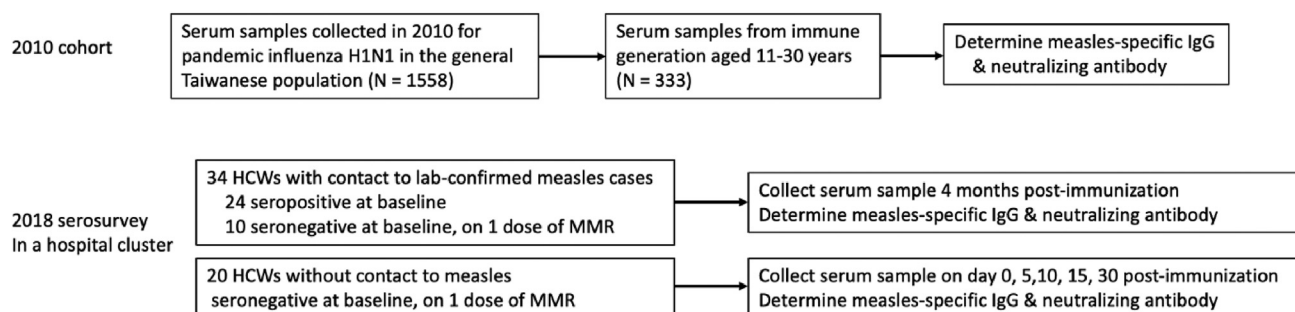 2010 cohort
Serum samples collected in 2010 for
pandemic influenza H1N1 in the general
Taiwanese population (N = 1558)
Serum samples from immune
generation aged 11-30 years
(N = 333)
Determine measles-specific IgG
& neutralizing antibody
2018 serosurvey
In a hospital cluster
34 HCWs with contact to lab-confirmed measles cases
24 seropositive at baseline
10 seronegative at baseline, on 1 dose of MMR
Collect serum sample 4 months post-immunization
Determine measles-specific IgG & neutralizing antibody
20 HCWs without contact to measles
seronegative at baseline, on 1 dose of MMR
Collect serum sample on day 0, 5,10, 15, 30 post-immunization
Determine measles-specific IgG & neutralizing antibody